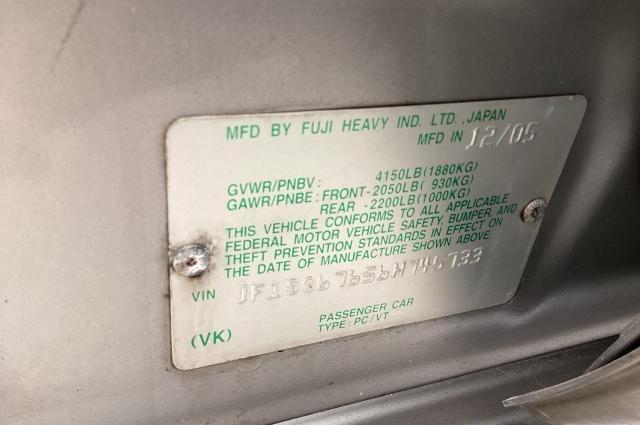 MFD BY FUJI HEAVY IND. LTD., JAPAN
MFD IN 12/05
GVWR/PNBV: 4150LB(1880KG)
GAWR/PNBE: FRONT-2050LB( 930KG)
REAR -2200LB(1000KG)
THIS VEHICLE CONFORMS TO ALL APPLICABLE
FEDERAL MOTOR VEHICLE SAFETY, BUMPER, AND
THEFT PREVENTION STANDARDS IN EFFECT ON
THE DATE OF MANUFACTURE SHOWN ABOVE.
VIN
PASSENGER CAR
(VK) TYPE: PC/VT